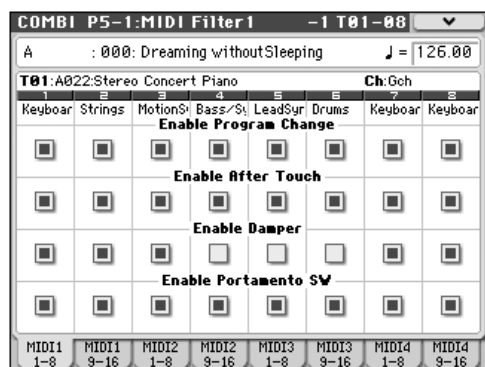 COMBI P5-1:MIDI Filter1 -1 T01-08
A : 000: Dreaming withoutSleeping ♩= 126.00
T01:A022:Stereo Concert Piano Ch:Gch
1 2 3 4 5 6 7 8
Keyboar Strings MotionS Bass/Sy LeadSyr Drums Keyboar Keyboar
Enable Program Change
Enable After Touch
Enable Damper
Enable Portamento SW
MIDI1 1-8 MIDI1 9-16 MIDI2 1-8 MIDI2 9-16 MIDI3 1-8 MIDI3 9-16 MIDI4 1-8 MIDI4 9-16